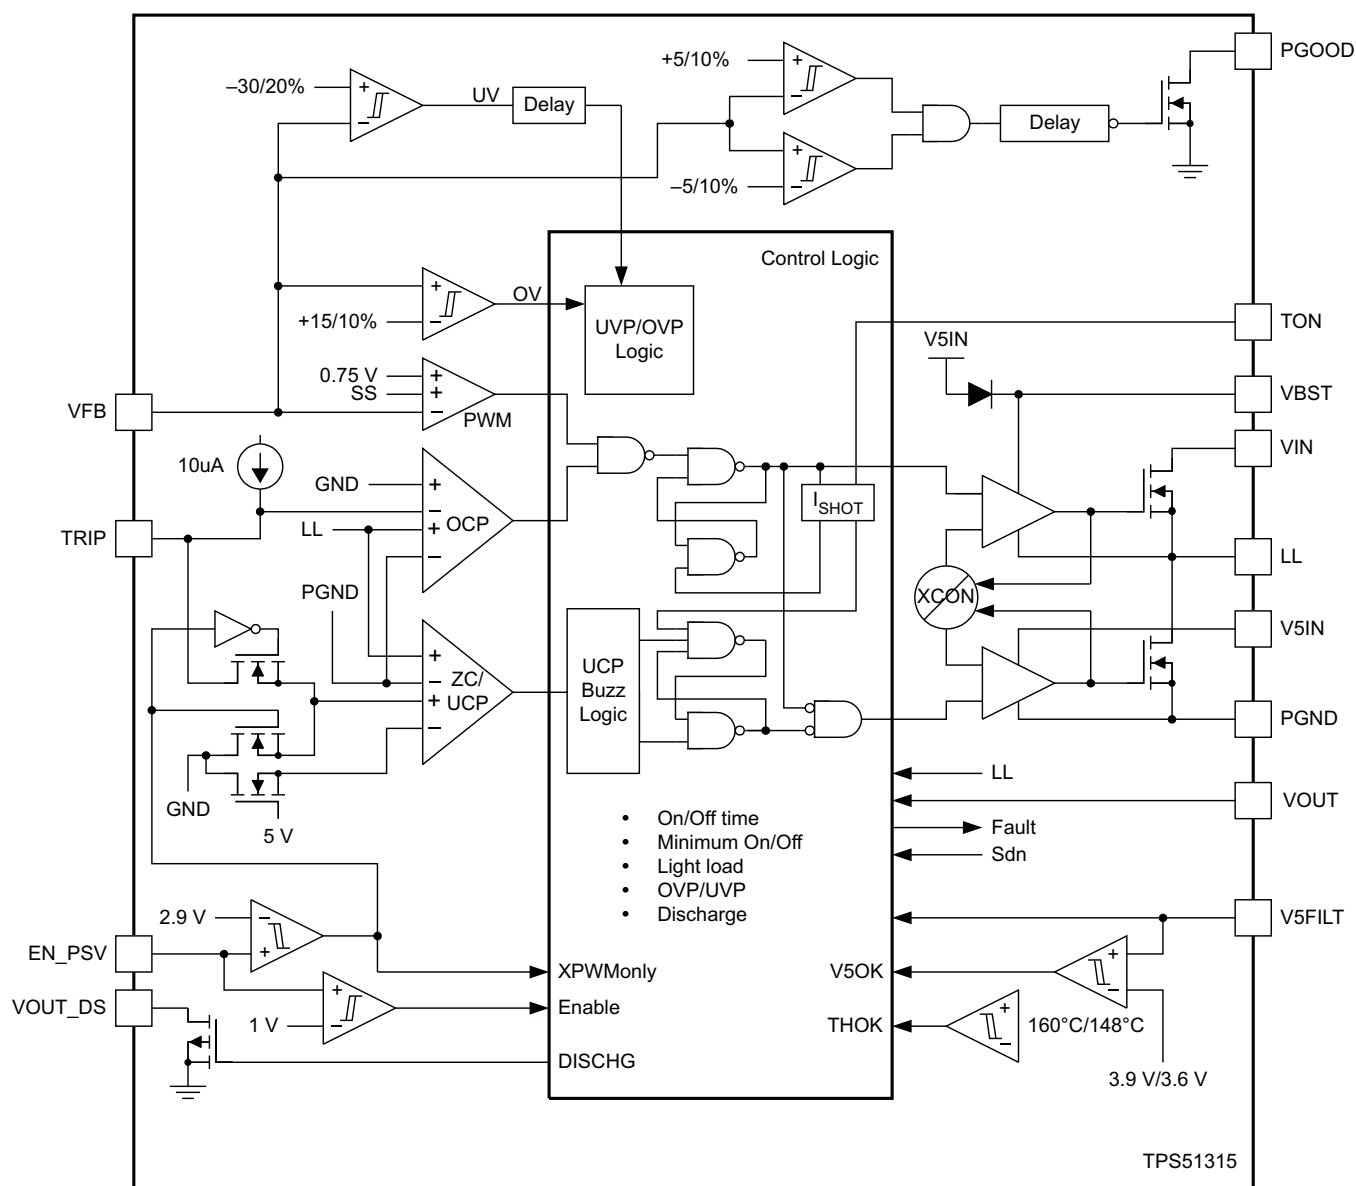 PGOOD
+5/10%
–30/20%
+
–
UV
Delay
+
–
Delay
+
–
–5/10%
Control Logic
+
–
OV
+15/10%
UVP/OVP
Logic
TON
V5IN
VBST
0.75 V
SS
+
+
–
PWM
VFB
VIN
10uA
GND
+
–
+
–
OCP
LL
TRIP
I SHOT
LL
PGND
XCON
V5IN
+
–
+
–
ZC/
UCP
UCP
Buzz
Logic
PGND
GND
5 V
LL
VOUT
Fault
Sdn
• On/Off time
• Minimum On/Off
• Light load
• OVP/UVP
• Discharge
2.9 V
–
+
V5FILT
EN_PSV
XPWMonly
V5OK
+
–
VOUT_DS
+
–
1 V
Enable
THOK
+
–
160°C/148°C
DISCHG
3.9 V/3.6 V
TPS51315